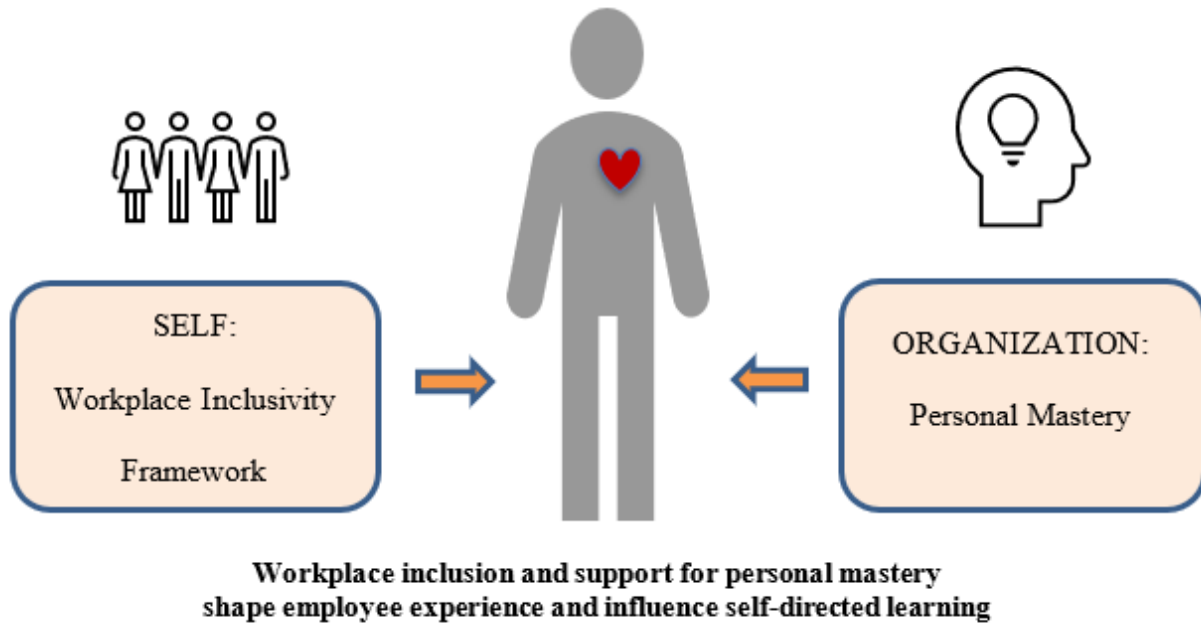 SELF:
Workplace Inclusivity
Framework
ORGANIZATION:
Personal Mastery
Workplace inclusion and support for personal mastery
shape employee experience and influence self-directed learning